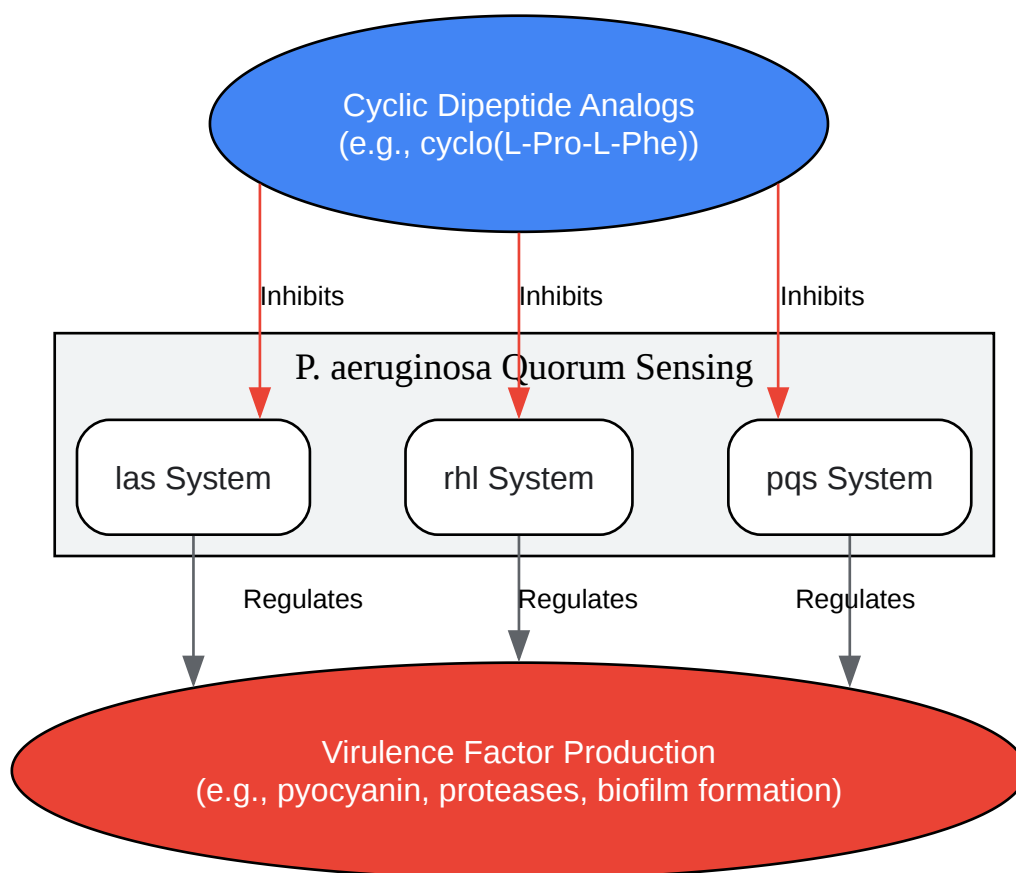 Cyclic Dipeptide Analogs
(e.g., cyclo(L-Pro-L-Phe))
Inhibits
Inhibits
Inhibits
P. aeruginosa Quorum Sensing
las System
rhl System
pqs System
Regulates
Regulates
Regulates
Virulence Factor Production
(e.g., pyocyanin, proteases, biofilm formation)